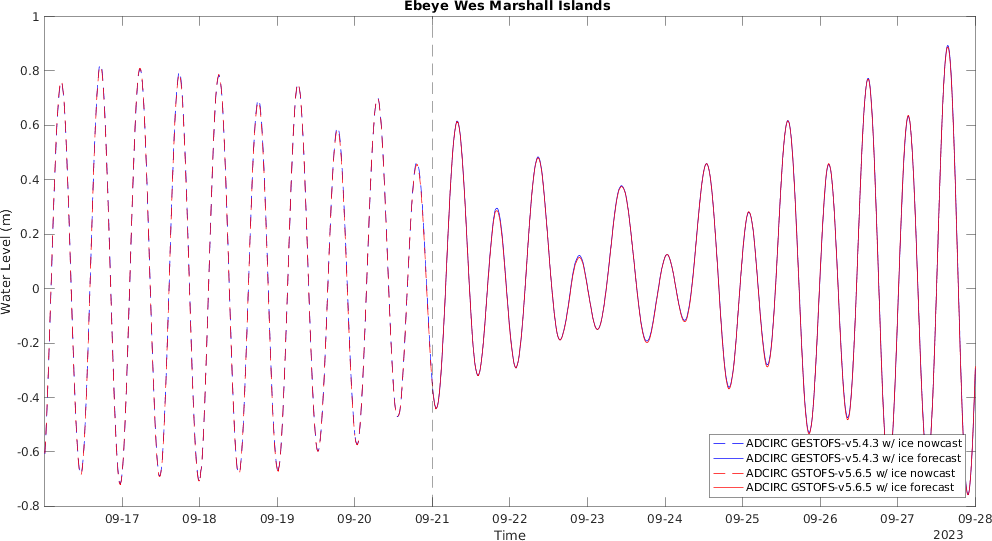 Ebeye Wes Marshall Islands
Water Level (m)
1
0.8
0.6
0.4
0.2
0
-0.2
-0.4
-0.6
-0.8
ADCIRC GESTOFS-v5.4.3 w/ ice nowcast
ADCIRC GESTOFS-v5.4.3 w/ ice forecast
ADCIRC GSTOFS-v5.6.5 w/ ice nowcast
ADCIRC GSTOFS-v5.6.5 w/ ice forecast
09-17 09-18 09-19 09-20 09-21 09-22 09-23 09-24 09-25 09-26 09-27 09-28
Time
2023